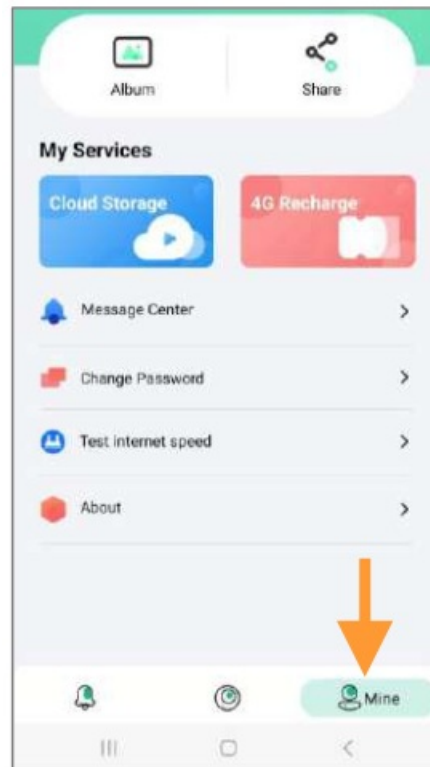 Album Share
My Services
Cloud Storage 4G Recharge
Message Center
Change Password
Test internet speed
About
Mine